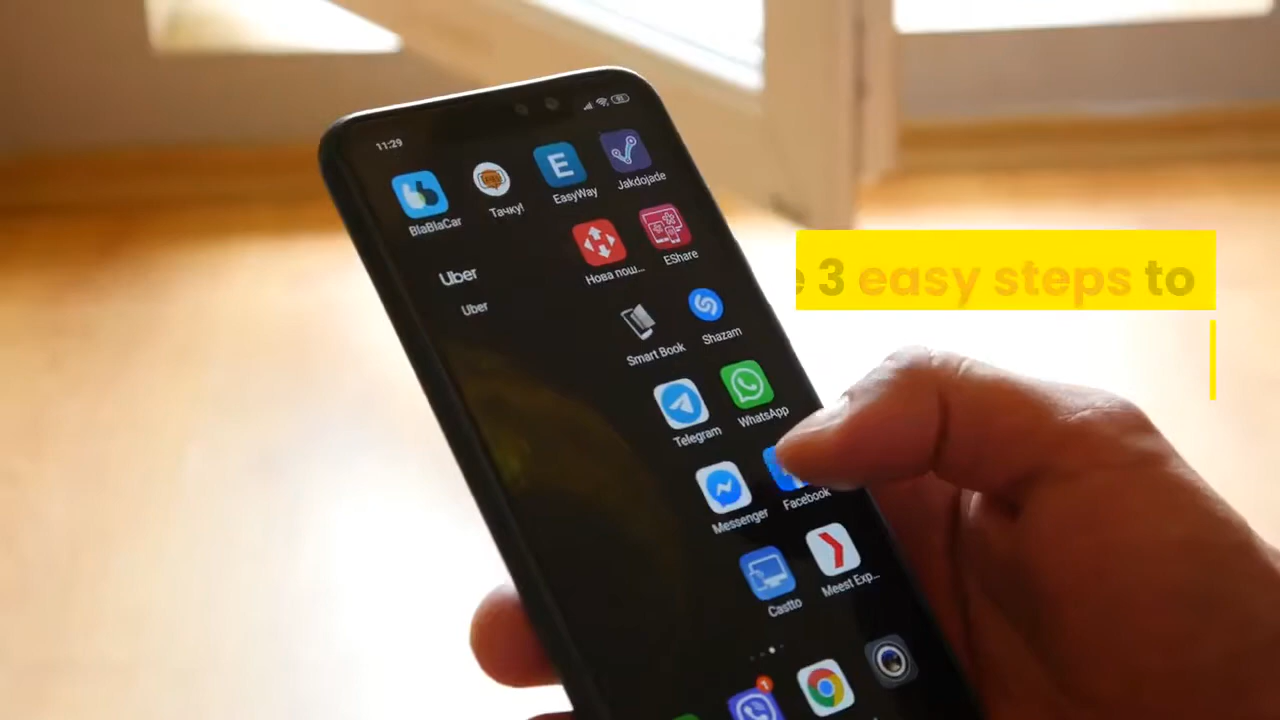 11:29
BlaBlaCar
Тачку!
E
EasyWay
Jakdojade
Нова пош...
EShare
Uber
Uber
Smart Book
Shazam
3 easy steps to
Telegram
WhatsApp
Messenger
Facebook
Castto
Meest Exp...
1